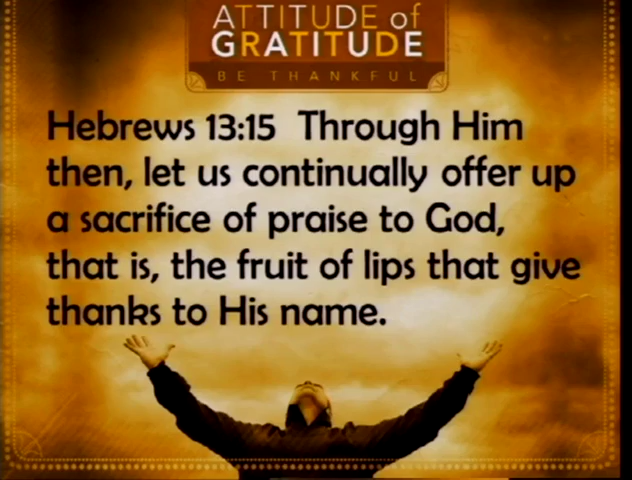 ATTITUDE of
GRATITUDE
BE THANKFUL
Hebrews 13:15 Through Him
then, let us continually offer up
a sacrifice of praise to God,
that is, the fruit of lips that give
thanks to His name.